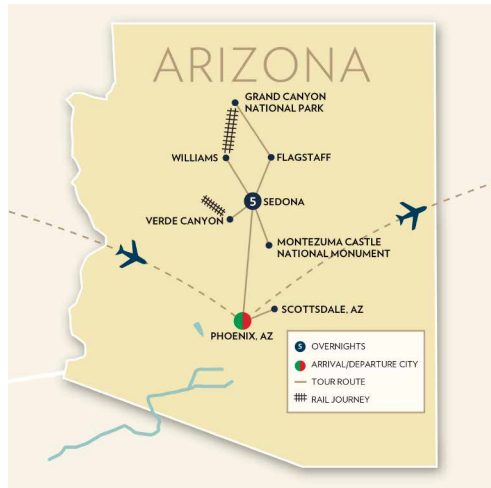 ARIZONA
GRAND CANYON
NATIONAL PARK
WILLIAMS
FLAGSTAFF
5
SEDONA
VERDE CANYON
MONTEZUMA CASTLE
NATIONAL MONUMENT
SCOTTSDALE, AZ
PHOENIX, AZ
5 OVERNIGHTS
ARRIVAL/DEPARTURE CITY
TOUR ROUTE
RAIL JOURNEY